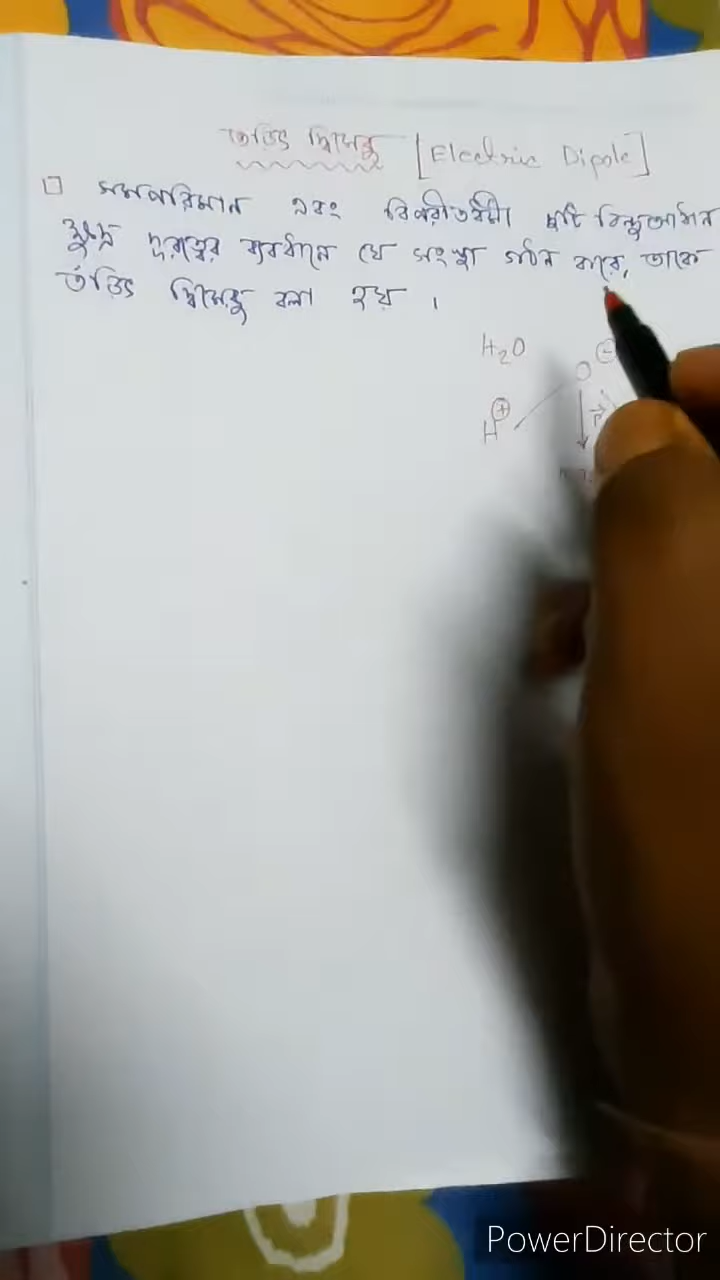 তড়িৎ দ্বিমেরু [Electric Dipole]
□ সমপরিমান এবং বিপরীতধর্মী দুটি বিন্দুআধান
ক্ষুদ্র দূরত্বের ব্যবধানে যে সংস্থা গঠন করে, তাকে
তড়িৎ দ্বিমেরু বলা হয় ।
H₂O
O ⊖
H ⊕
PowerDirector